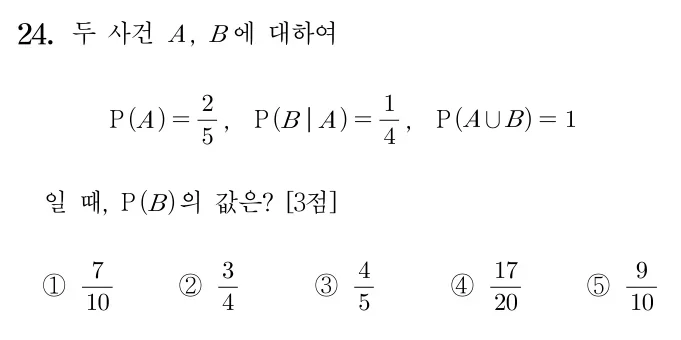 24. 두 사건 A, B에 대하여
P(A) = 2/5, P(B|A) = 1/4, P(A∪B) = 1
일 때, P(B)의 값은? [3점]
① 7/10 ② 3/4 ③ 4/5 ④ 17/20 ⑤ 9/10